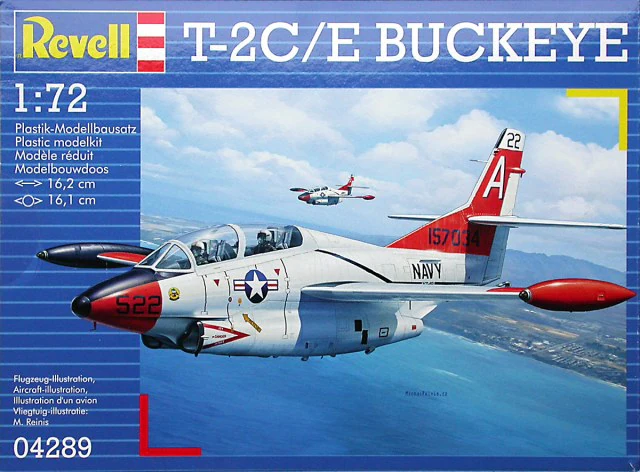 Revell
T-2C/E BUCKEYE
1:72
Plastik-Modellbausatz
Plastic modelkit
Modèle réduit
Modelbouwdoos
16,2 cm
16,1 cm
22
A
157034
NAVY
522
Flugzeug-Illustration,
Aircraft-illustration,
Illustration d'un avion
Vliegtuig-illustratie:
M. Reinis
04289